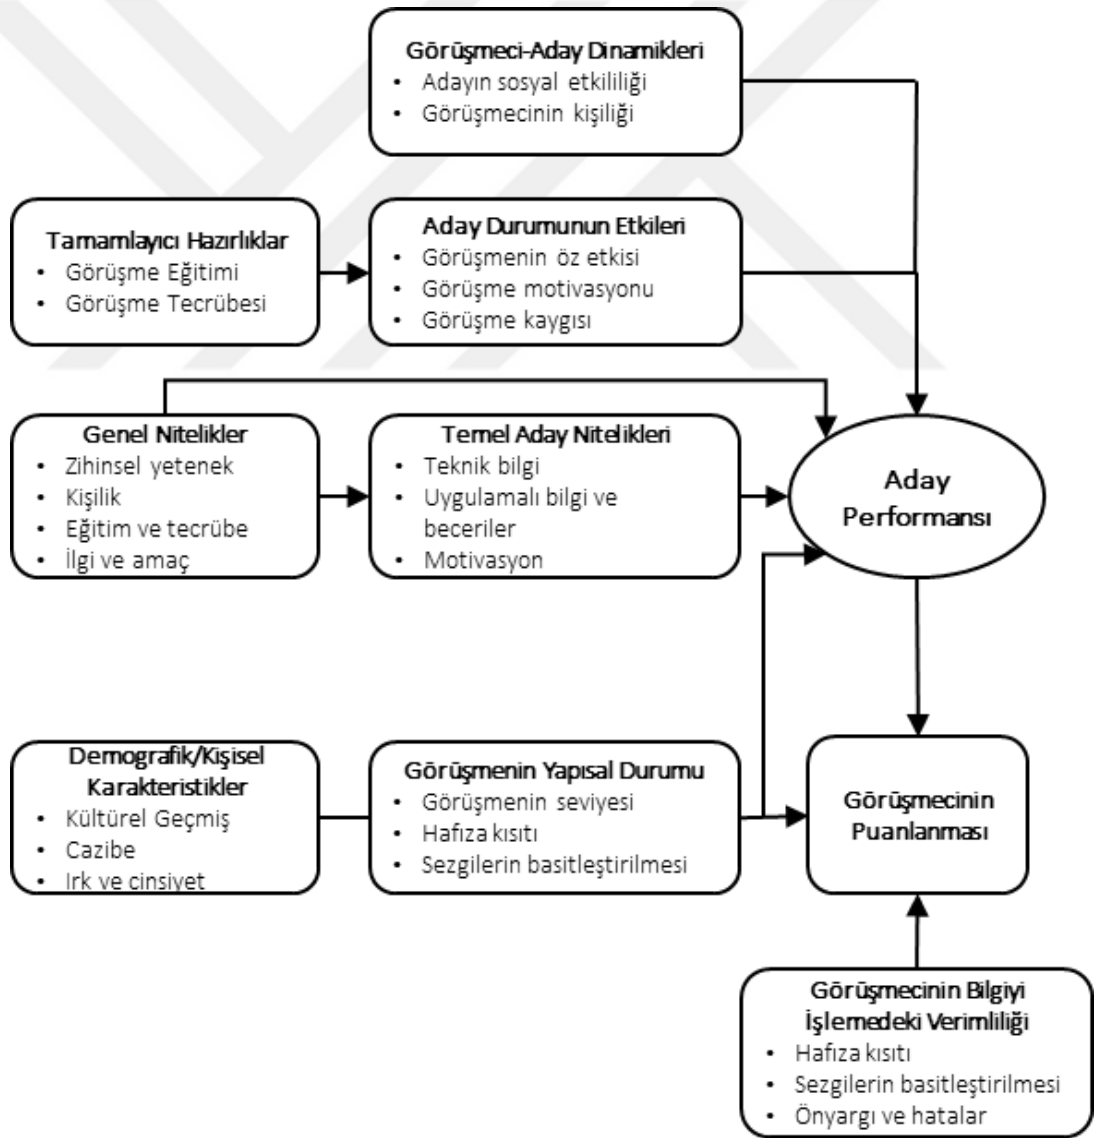 Görüşmeci-Aday Dinamikleri
• Adayın sosyal etkililiği
• Görüşmecinin kişiliği
Tamamlayıcı Hazırlıklar
• Görüşme Eğitimi
• Görüşme Tecrübesi
Aday Durumunun Etkileri
• Görüşmenin öz etkisi
• Görüşme motivasyonu
• Görüşme kaygısı
Genel Nitelikler
• Zihinsel yetenek
• Kişilik
• Eğitim ve tecrübe
• İlgi ve amaç
Temel Aday Nitelikleri
• Teknik bilgi
• Uygulamalı bilgi ve
beceriler
• Motivasyon
Aday
Performansı
Demografik/Kişisel
Karakteristikler
• Kültürel Geçmiş
• Cazibe
• Irk ve cinsiyet
Görüşmenin Yapısal Durumu
• Görüşmenin seviyesi
• Hafıza kısıtı
• Sezgilerin basitleştirilmesi
Görüşmecinin
Puanlanması
Görüşmecinin Bilgiyi
İşlemedeki Verimliliği
• Hafıza kısıtı
• Sezgilerin basitleştirilmesi
• Önyargı ve hatalar